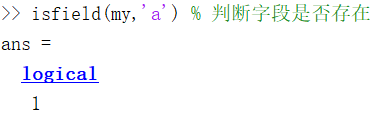 >> isfield(my,'a') % 判断字段是否存在
ans =
logical
1